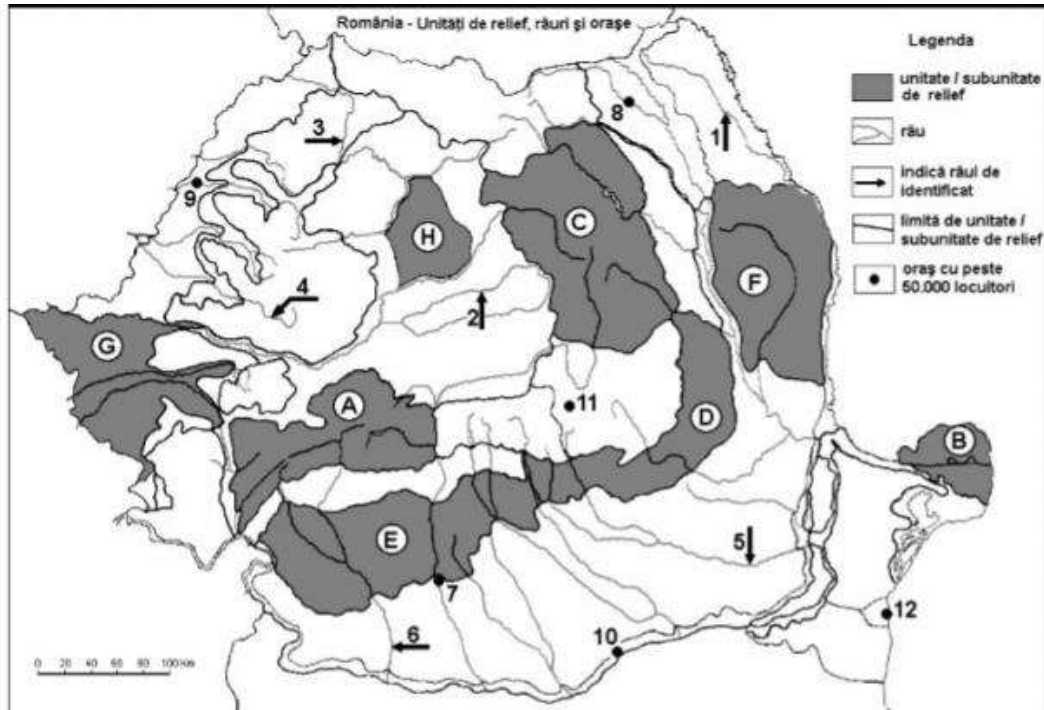 România - Unităţi de relief, râuri şi oraşe
Legenda
unitate / subunitate
de relief
râu
indică râul de
identificat
limită de unitate /
subunitate de relief
oraş cu peste
50.000 locuitori
8
1
3
9
C
H
F
4
2
G
A
11
D
B
E
5
7
12
6
10
0 20 40 60 80 100 Km